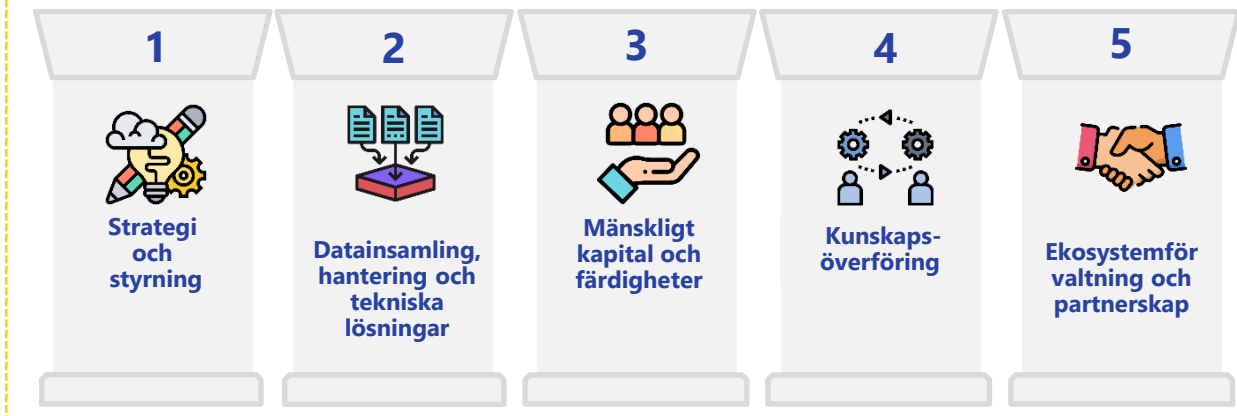 1
Strategi
och
styrning
2
Datainsamling,
hantering och
tekniska
lösningar
3
Mänskligt
kapital och
färdigheter
4
Kunskaps-
överföring
5
Ekosystemför
valtning och
partnerskap